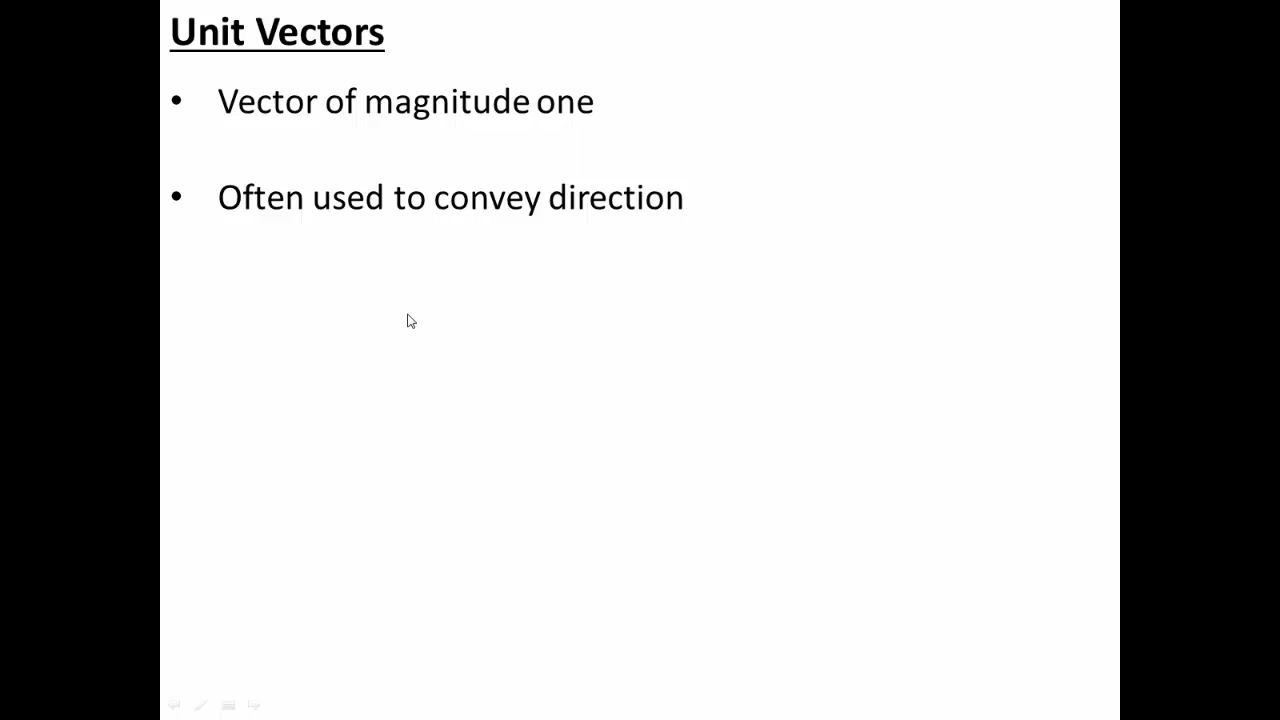 Unit Vectors
• Vector of magnitude one
• Often used to convey direction